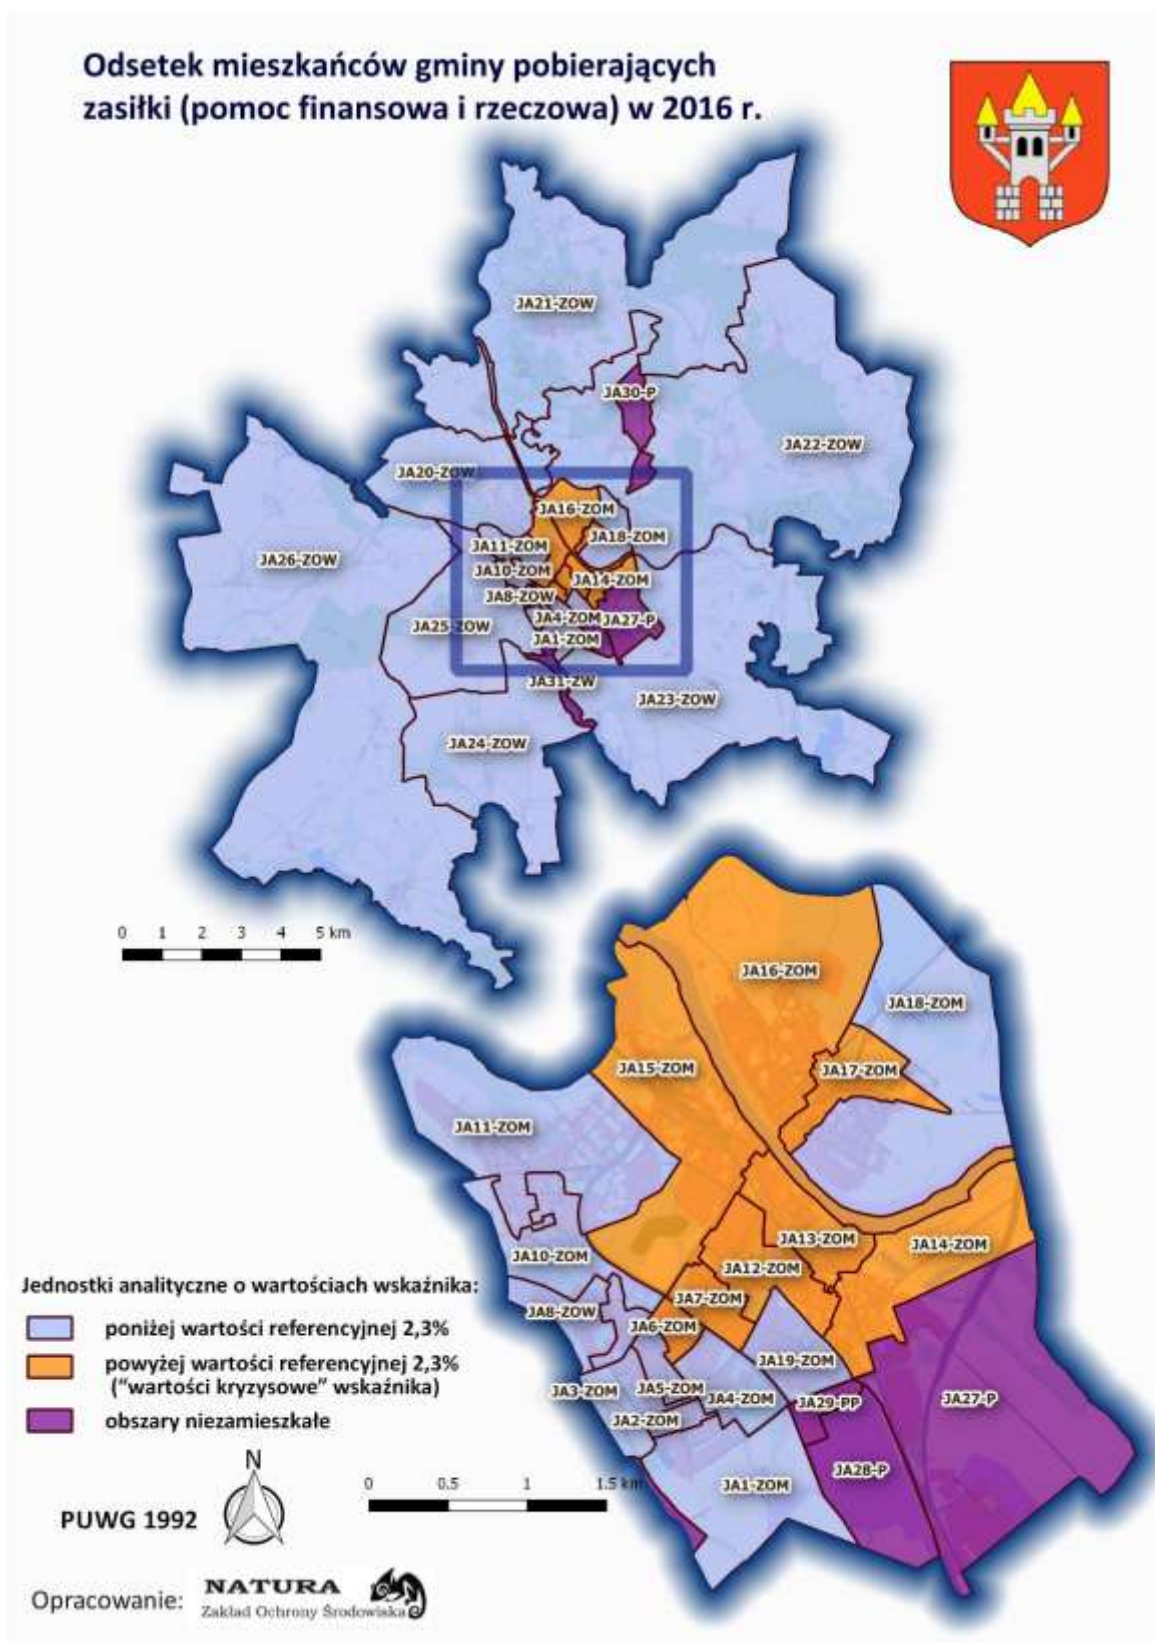 Odsetek mieszkańców gminy pobierających
zasiłki (pomoc finansowa i rzeczowa) w 2016 r.
JA21-ZOW
JA30-P
JA22-ZOW
JA20-ZOW
JA16-ZOM
JA18-ZOM
JA11-ZOM
JA26-ZOW
JA10-ZOM
JA14-ZOM
JA8-ZOW
JA4-ZOM
JA27-P
JA25-ZOW
JA1-ZOM
JA31-ZW
JA23-ZOW
JA24-ZOW
0 1 2 3 4 5 km
JA16-ZOM
JA18-ZOM
JA15-ZOM
JA17-ZOM
JA11-ZOM
JA13-ZOM
JA14-ZOM
JA10-ZOM
JA12-ZOM
JA7-ZOM
JA8-ZOW
JA6-ZOM
JA19-ZOM
JA3-ZOM
JA5-ZOM
JA4-ZOM
JA29-PP
JA27-P
JA2-ZOM
JA28-P
JA1-ZOM
Jednostki analityczne o wartościach wskaźnika:
poniżej wartości referencyjnej 2,3%
powyżej wartości referencyjnej 2,3%
("wartości kryzysowe" wskaźnika)
obszary niezamieszkałe
N
0 0.5 1 1.5 km
PUWG 1992
Opracowanie:
NATURA
Zakład Ochrony Środowiska